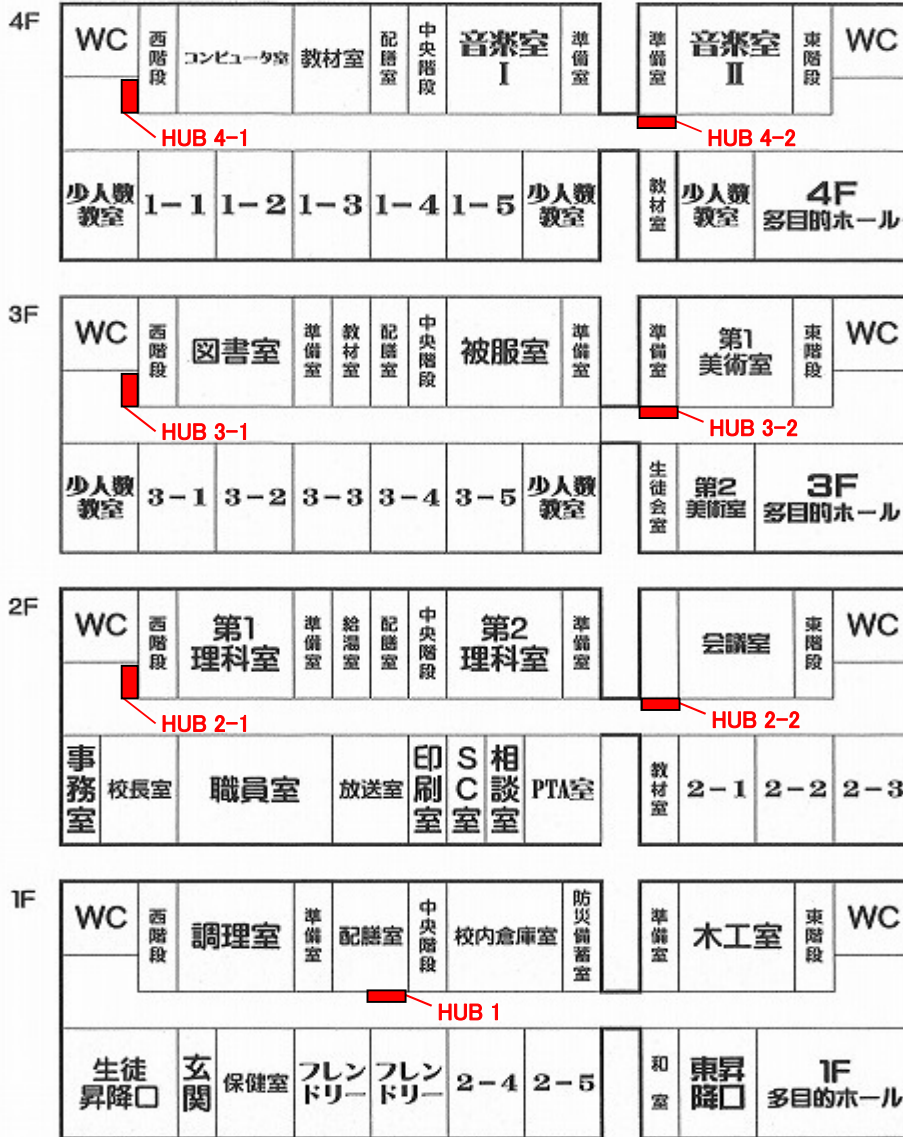 4F
WC
西階段
コンピュータ室
教材室
配膳室
中央階段
音楽室
I
準備室
準備室
音楽室
II
東階段
WC
HUB 4-1
HUB 4-2
少人数
教室
1-1
1-2
1-3
1-4
1-5
少人数
教室
教材室
少人数
教室
4F
多目的ホール
3F
WC
西階段
図書室
準備室
教材室
配膳室
中央階段
被服室
準備室
準備室
第1
美術室
東階段
WC
HUB 3-1
HUB 3-2
少人数
教室
3-1
3-2
3-3
3-4
3-5
少人数
教室
生徒会室
第2
美術室
3F
多目的ホール
2F
WC
西階段
第1
理科室
準備室
給湯室
配膳室
中央階段
第2
理科室
準備室
会議室
東階段
WC
HUB 2-1
HUB 2-2
事務室
校長室
職員室
放送室
印刷室
SC室
相談室
PTA室
教材室
2-1
2-2
2-3
1F
WC
西階段
調理室
準備室
配膳室
中央階段
校内倉庫室
防災備蓄室
準備室
木工室
東階段
WC
HUB 1
生徒
昇降口
玄関
保健室
フレン
ドリー
フレン
ドリー
2-4
2-5
和室
東昇
降口
1F
多目的ホール